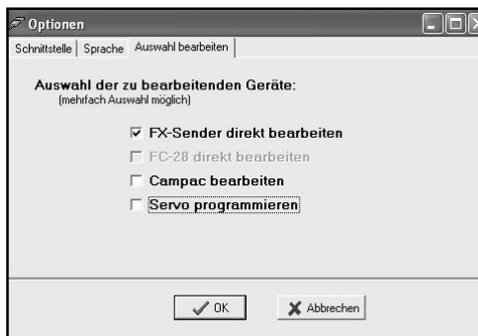 Optionen
Schnittstelle Sprache Auswahl bearbeiten
Auswahl der zu bearbeitenden Geräte:
(mehrfach Auswahl möglich)
FX-Sender direkt bearbeiten
FC-28 direkt bearbeiten
Campac bearbeiten
Servo programmieren
OK Abbrechen